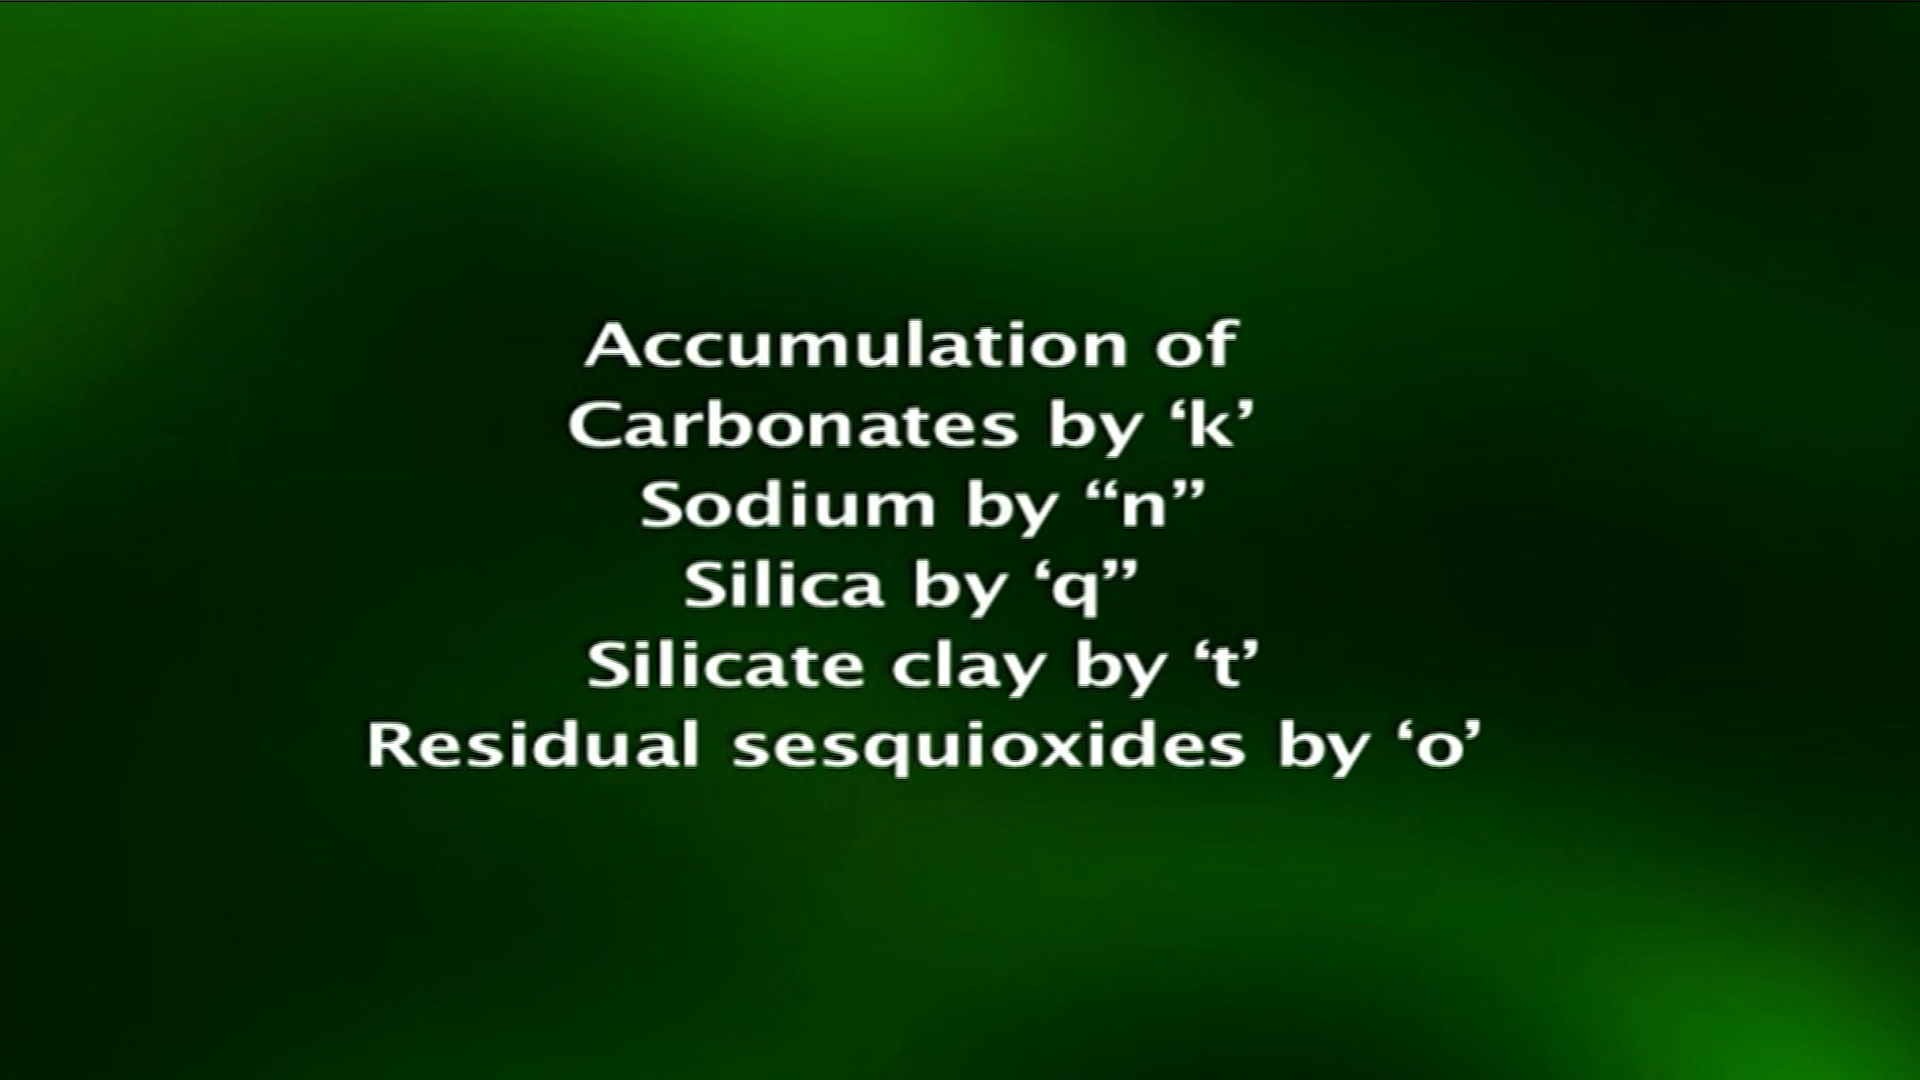 Accumulation of
Carbonates by ‘k’
Sodium by “n”
Silica by ‘q”
Silicate clay by ‘t’
Residual sesquioxides by ‘o’